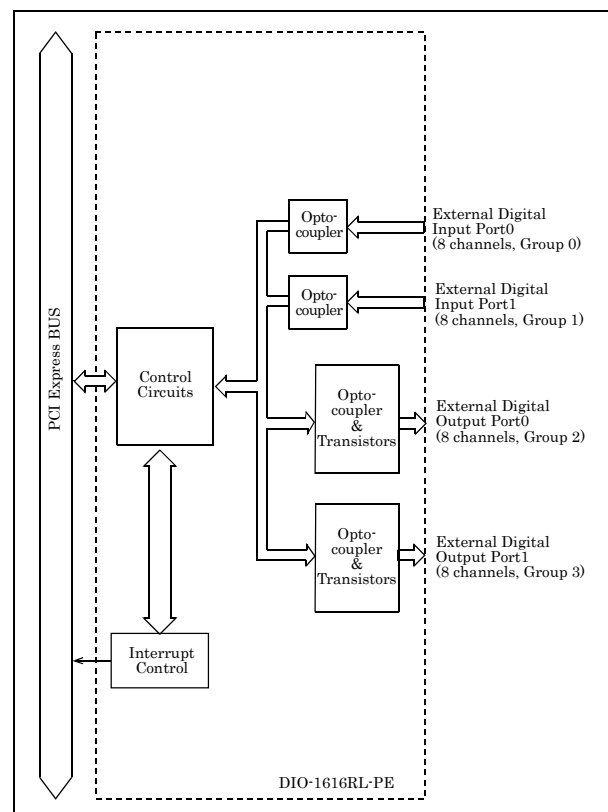 Opto-
coupler
External Digital
Input Port0
(8 channels, Group 0)
Opto-
coupler
External Digital
Input Port1
(8 channels, Group 1)
PCI Express BUS
Control
Circuits
Opto-
coupler
&
Transistors
External Digital
Output Port0
(8 channels, Group 2)
Opto-
coupler
&
Transistors
External Digital
Output Port1
(8 channels, Group 3)
Interrupt
Control
DIO-1616RL-PE